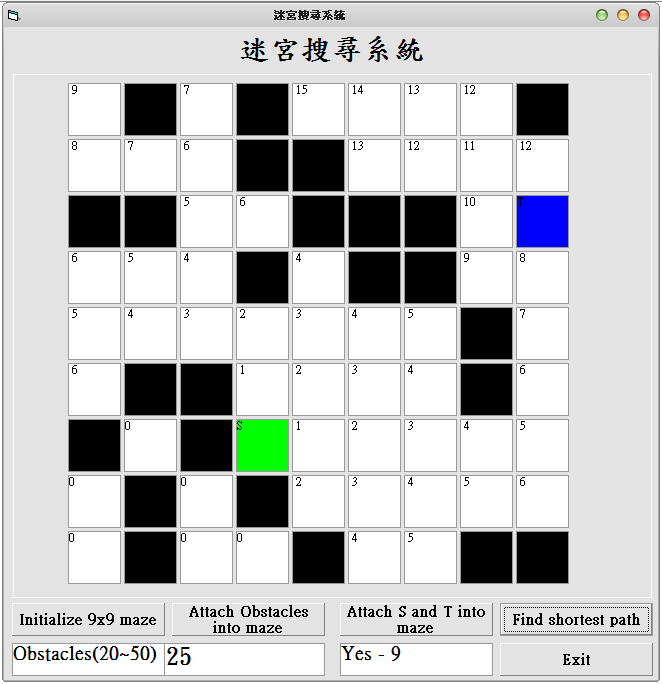 迷宮搜尋系統
迷宮搜尋系統
9 7 15 14 13 12
8 7 6 13 12 11 12
5 6 10 T
6 5 4 4 9 8
5 4 3 2 3 4 5 7
6 1 2 3 4 6
0 S 1 2 3 4 5
0 0 2 3 4 5 6
0 0 0 4 5
Initialize 9x9 maze
Attach Obstacles
into maze
Attach S and T into
maze
Find shortest path
Obstacles(20~50)
25
Yes - 9
Exit